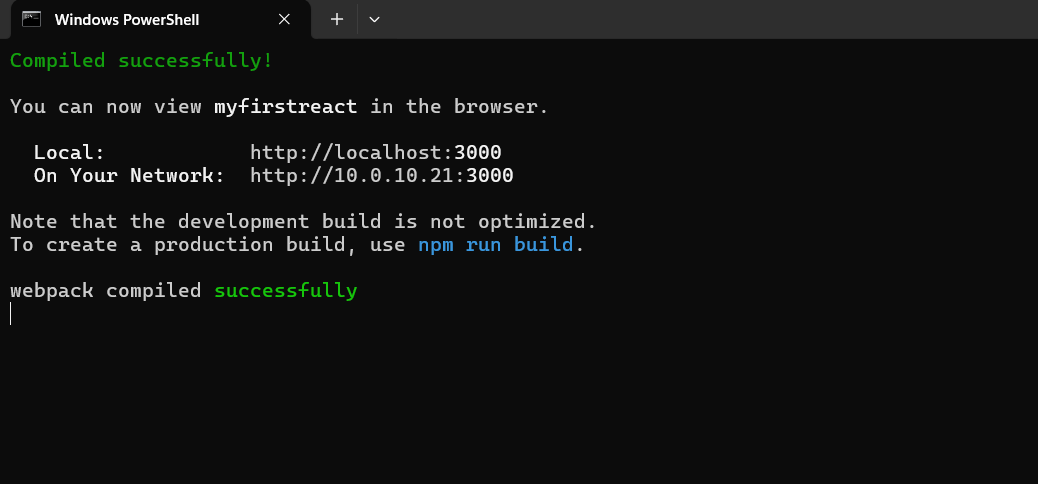 Windows PowerShell
Compiled successfully!
You can now view myfirstreact in the browser.
Local: http://localhost:3000
On Your Network: http://10.0.10.21:3000
Note that the development build is not optimized.
To create a production build, use npm run build.
webpack compiled successfully